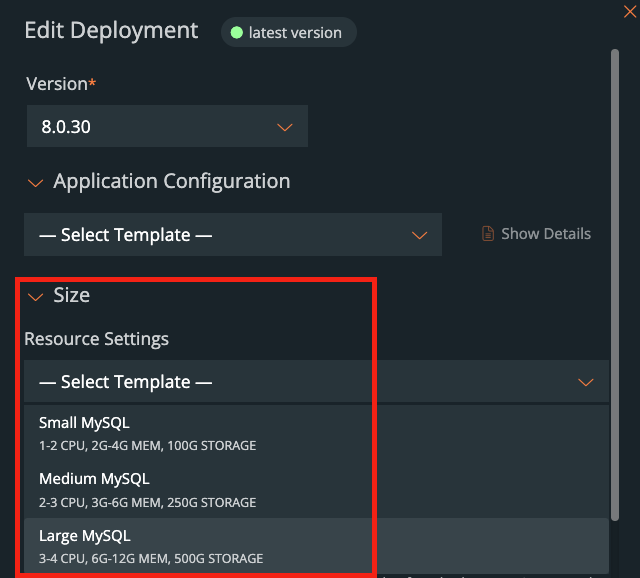 Edit Deployment
latest version
Version*
8.0.30
Application Configuration
— Select Template —
Show Details
Size
Resource Settings
— Select Template —
Small MySQL
1-2 CPU, 2G-4G MEM, 100G STORAGE
Medium MySQL
2-3 CPU, 3G-6G MEM, 250G STORAGE
Large MySQL
3-4 CPU, 6G-12G MEM, 500G STORAGE